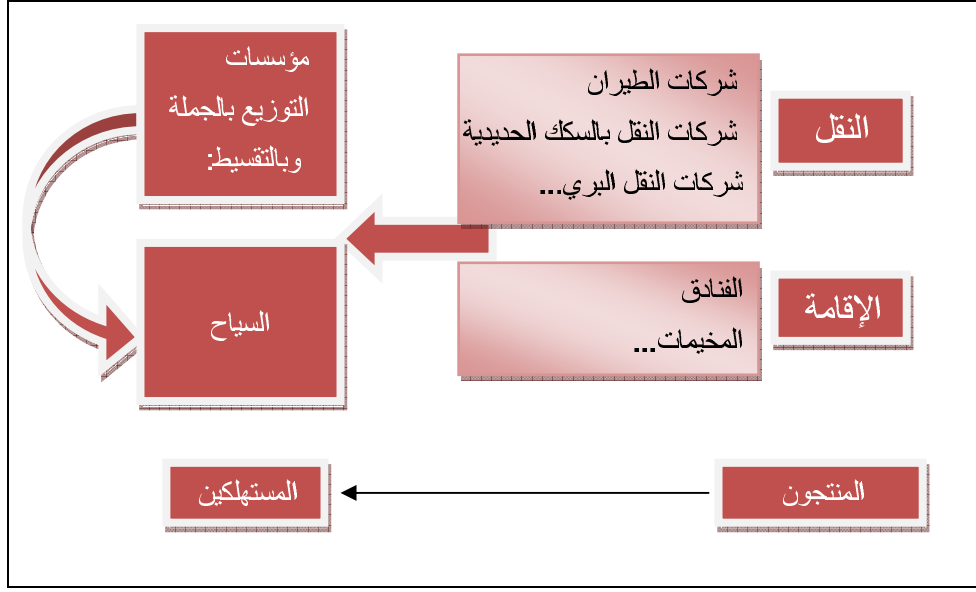 النقل
شركات الطيران
شركات النقل بالسكك الحديدية
شركات النقل البري...
مؤسسات
التوزيع بالجملة
وبالتقسيط:
الإقامة
الفنادق
المخيمات...
السياح
المنتجون
المستهلكين